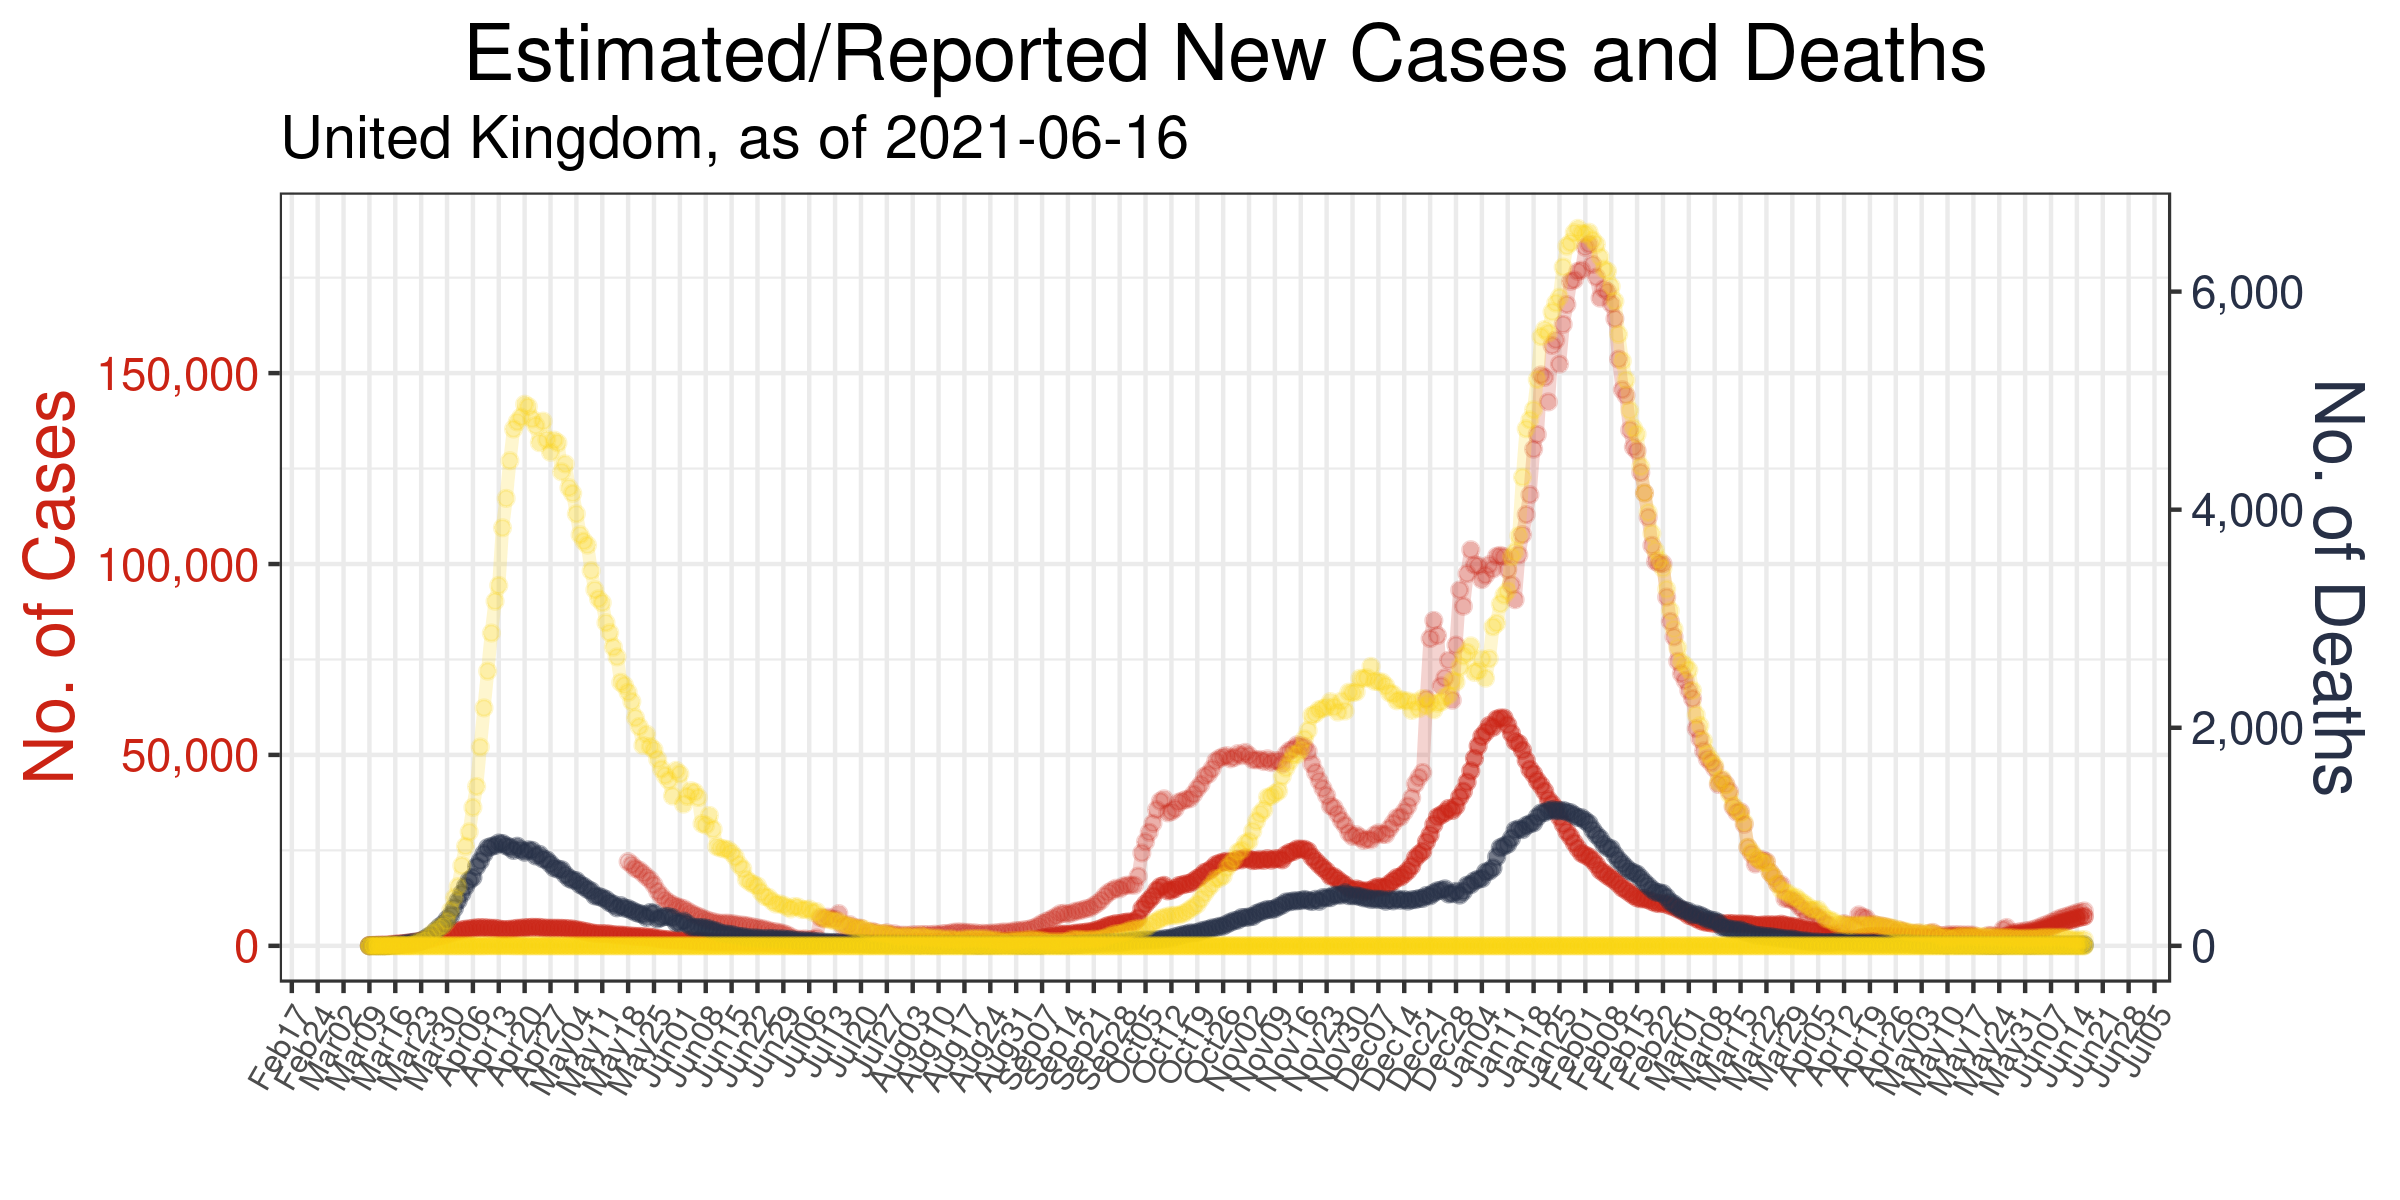 Estimated/Reported New Cases and Deaths
United Kingdom, as of 2021-06-16
No. of Cases
150,000
100,000
50,000
0
6,000
4,000
2,000
0
No. of Deaths
Feb17
Feb24
Mar02
Mar09
Mar16
Mar23
Mar30
Apr06
Apr13
Apr20
Apr27
May04
May11
May18
May25
Jun01
Jun08
Jun15
Jun22
Jun29
Jul06
Jul13
Jul20
Jul27
Aug03
Aug10
Aug17
Aug24
Aug31
Sep07
Sep14
Sep21
Sep28
Oct05
Oct12
Oct19
Oct26
Nov02
Nov09
Nov16
Nov23
Nov30
Dec07
Dec14
Dec21
Dec28
Jan04
Jan11
Jan18
Jan25
Feb01
Feb08
Feb15
Feb22
Mar01
Mar08
Mar15
Mar22
Mar29
Apr05
Apr12
Apr19
Apr26
May03
May10
May17
May24
May31
Jun07
Jun14
Jun21
Jun28
Jul05